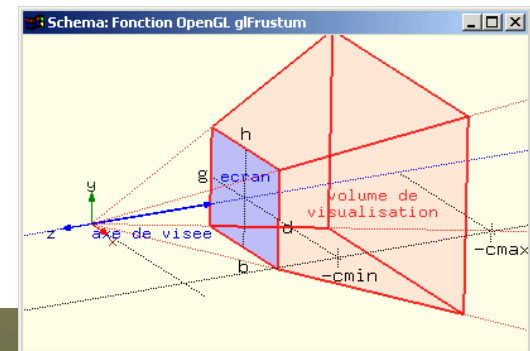 Schema: Fonction OpenGL glFrustum
h
g
ecran
y
volume de
visualisation
z
axe de visee
x
d
-cmax
b
-cmin